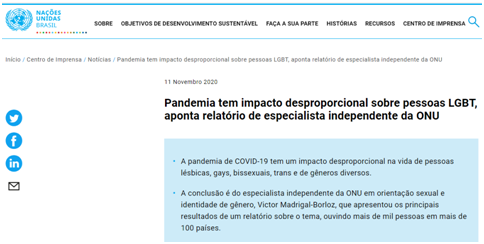 NAÇÕES
UNIDAS
BRASIL
SOBRE OBJETIVOS DE DESENVOLVIMENTO SUSTENTÁVEL FAÇA A SUA PARTE HISTÓRIAS RECURSOS CENTRO DE IMPRENSA
Início / Centro de Imprensa / Notícias / Pandemia tem impacto desproporcional sobre pessoas LGBT, aponta relatório de especialista independente da ONU
11 Novembro 2020
Pandemia tem impacto desproporcional sobre pessoas LGBT,
aponta relatório de especialista independente da ONU
• A pandemia de COVID-19 tem um impacto desproporcional na vida de pessoas
lésbicas, gays, bissexuais, trans e de gêneros diversos.
• A conclusão é do especialista independente da ONU em orientação sexual e
identidade de gênero, Victor Madrigal-Borloz, que apresentou os principais
resultados de um relatório sobre o tema, ouvindo mais de mil pessoas em mais de
100 países.